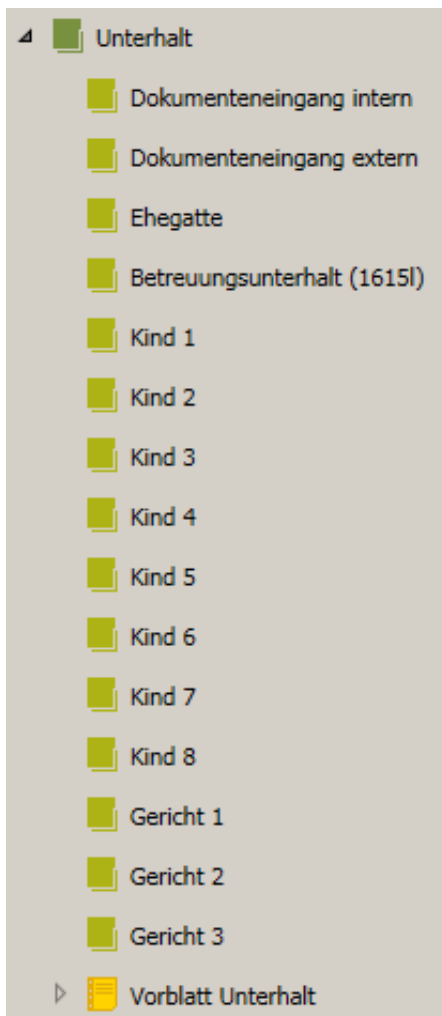 Unterhalt
Dokumenteneingang intern
Dokumenteneingang extern
Ehegatte
Betreuungsunterhalt (1615l)
Kind 1
Kind 2
Kind 3
Kind 4
Kind 5
Kind 6
Kind 7
Kind 8
Gericht 1
Gericht 2
Gericht 3
Vorblatt Unterhalt